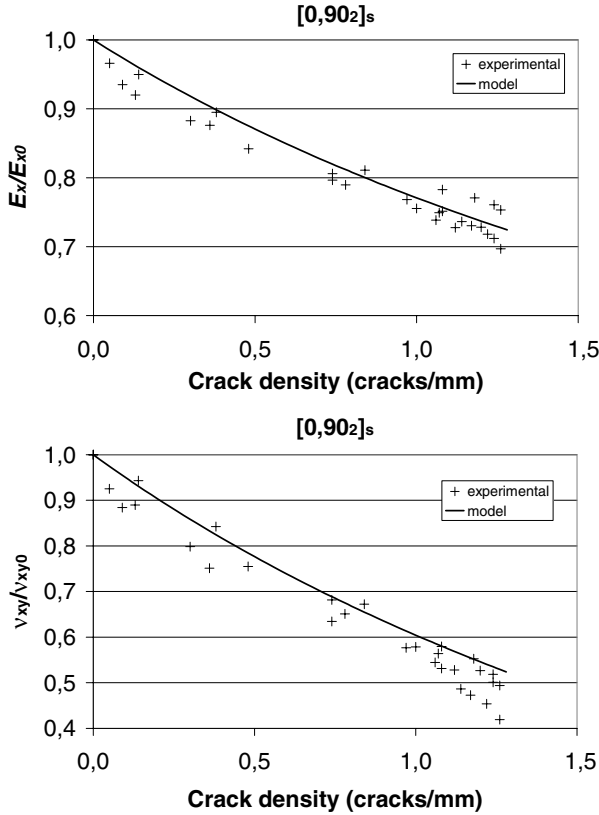 [0,90₂]s
1,0
0,9
0,8
0,7
0,6
Ex/Ex0
experimental
model
0,0 0,5 1,0 1,5
Crack density (cracks/mm)
[0,90₂]s
1,0
0,9
0,8
0,7
0,6
0,5
0,4
νxy/νxy0
experimental
model
0,0 0,5 1,0 1,5
Crack density (cracks/mm)